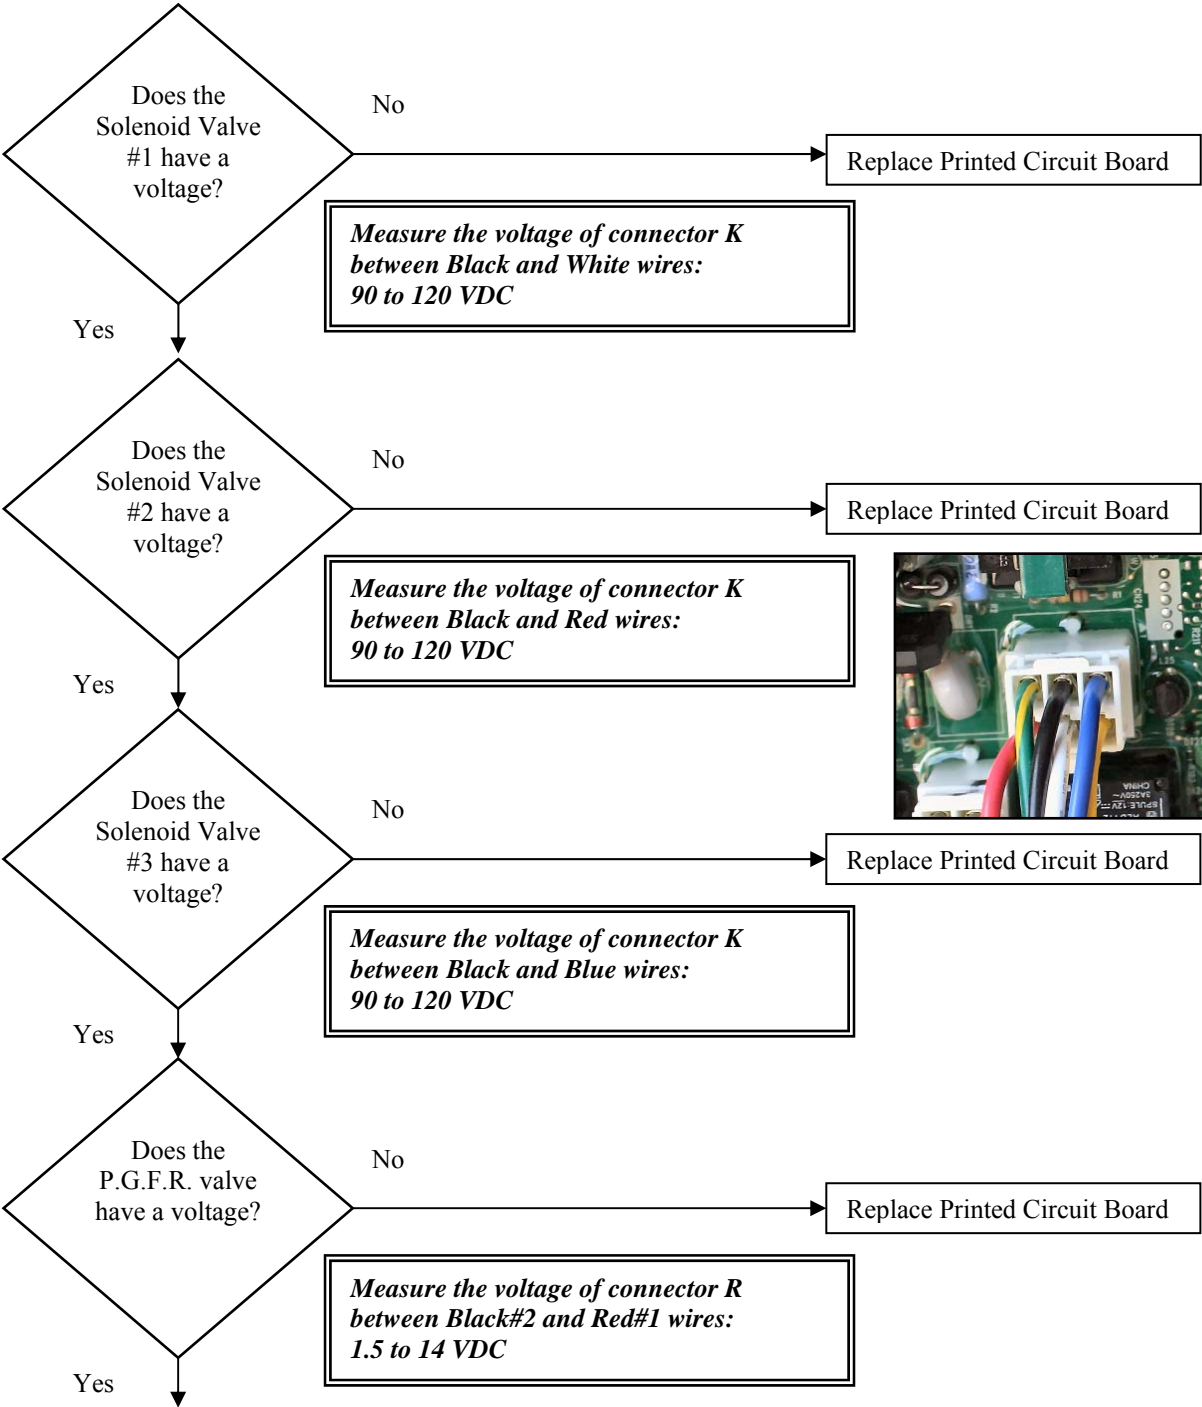 Does the
Solenoid Valve
#1 have a
voltage?
No
Replace Printed Circuit Board
Measure the voltage of connector K
between Black and White wires:
90 to 120 VDC
Yes
Does the
Solenoid Valve
#2 have a
voltage?
No
Replace Printed Circuit Board
Measure the voltage of connector K
between Black and Red wires:
90 to 120 VDC
CN24
Yes
Does the
Solenoid Valve
#3 have a
voltage?
No
SPULE:12V
3A250V~
CHINA
Replace Printed Circuit Board
Measure the voltage of connector K
between Black and Blue wires:
90 to 120 VDC
Yes
Does the
P.G.F.R. valve
have a voltage?
No
Replace Printed Circuit Board
Measure the voltage of connector R
between Black#2 and Red#1 wires:
1.5 to 14 VDC
Yes